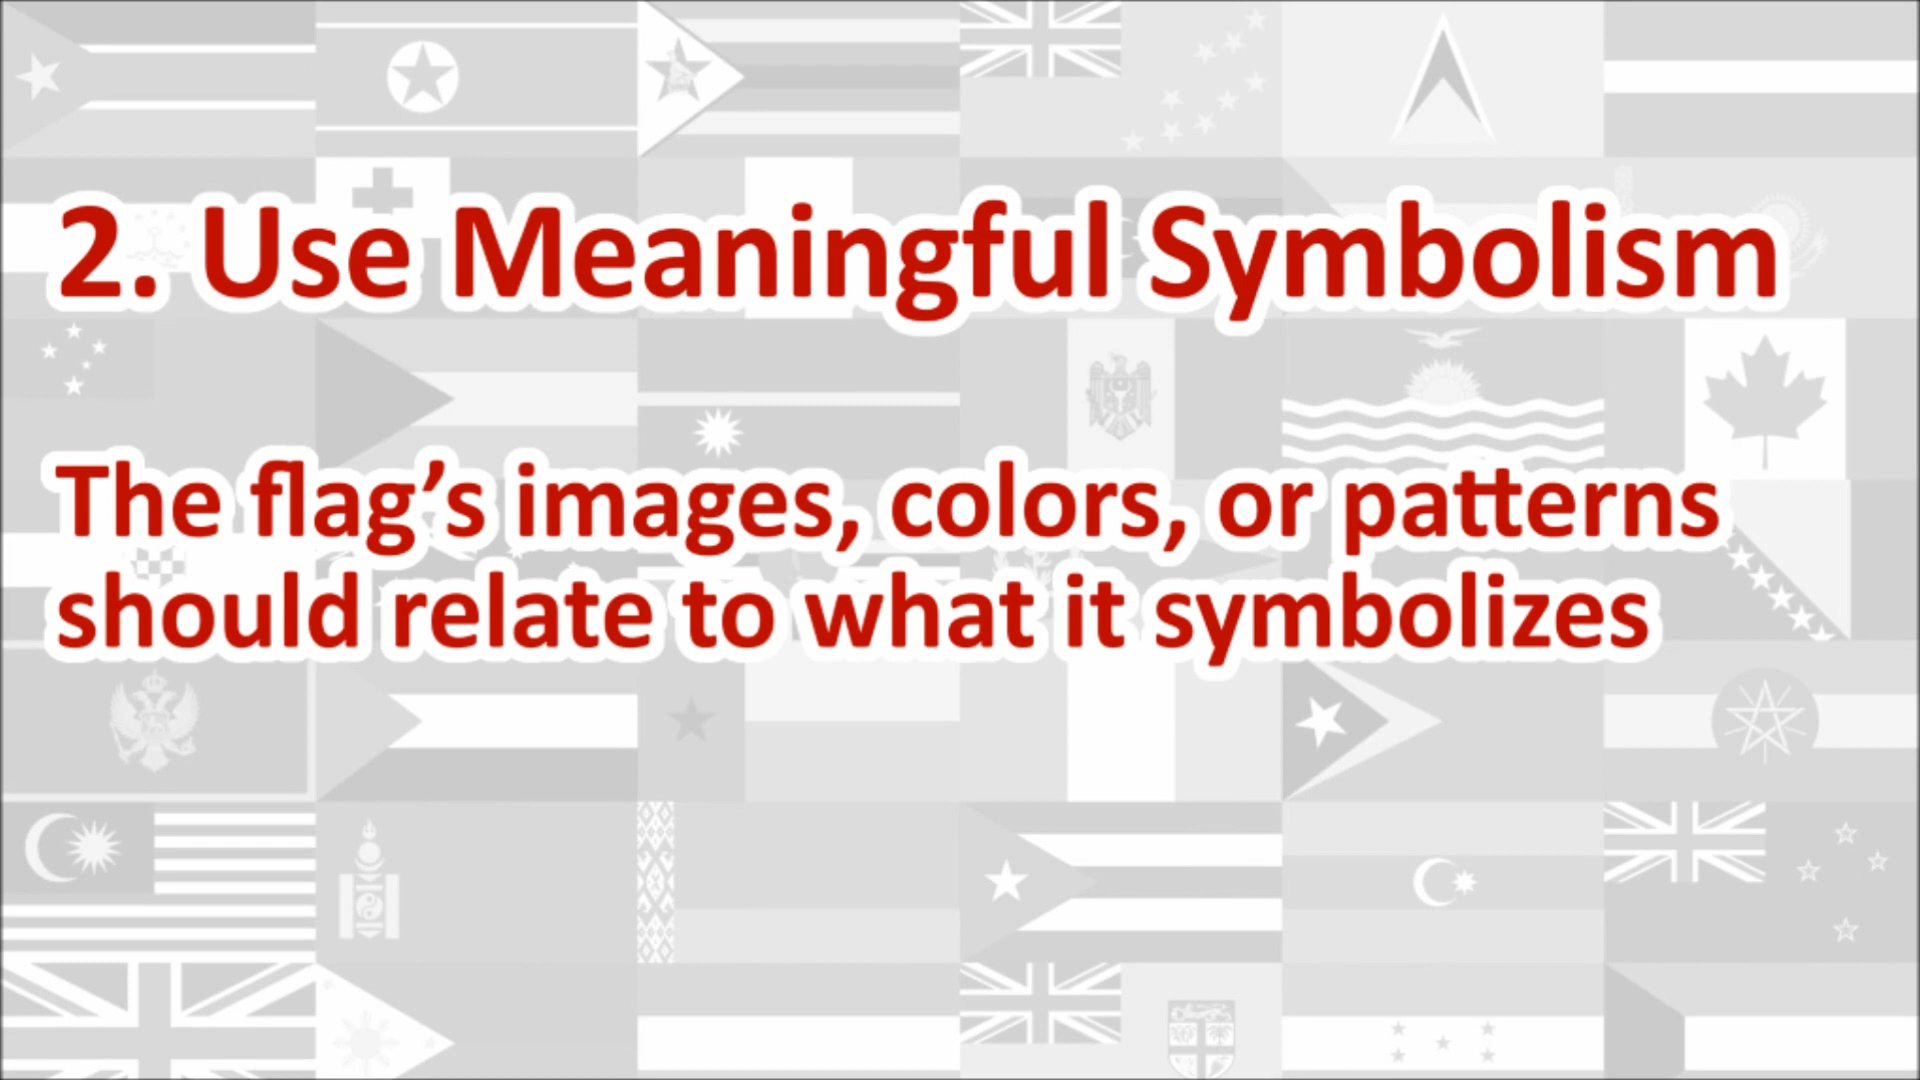 2. Use Meaningful Symbolism
The flag’s images, colors, or patterns
should relate to what it symbolizes